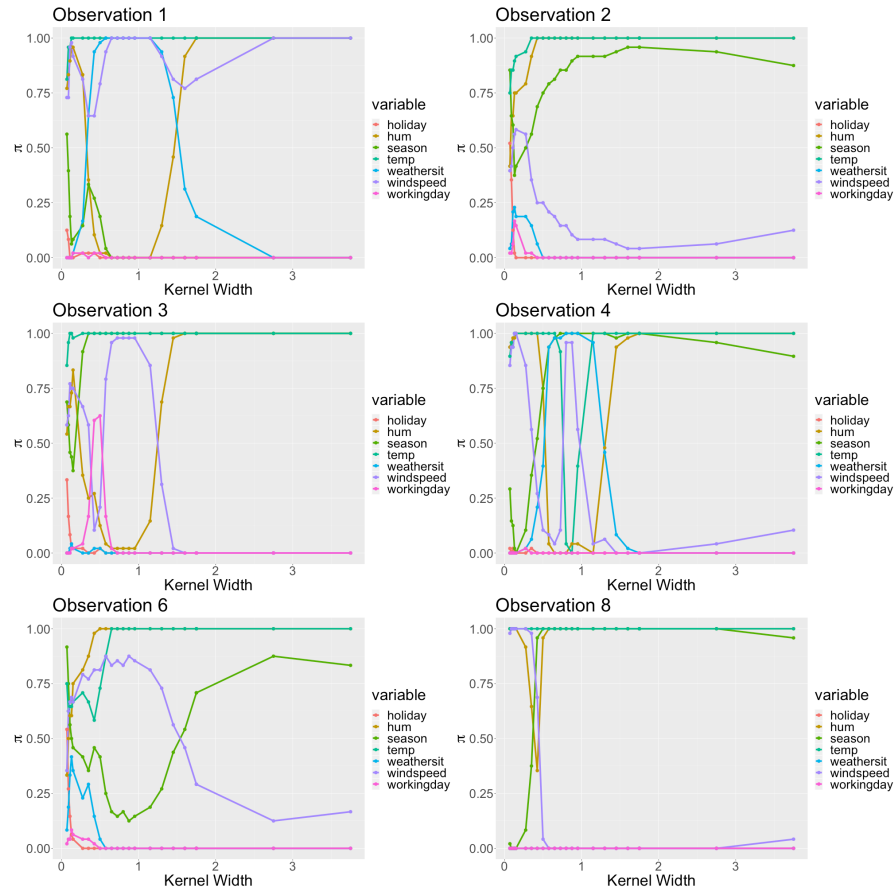 Observation 1
1.00
0.75
0.50
0.25
0.00
π
0 1 2 3
Kernel Width
variable
holiday
hum
season
temp
weathersit
windspeed
workingday
Observation 2
1.00
0.75
0.50
0.25
0.00
π
0 1 2 3
Kernel Width
variable
holiday
hum
season
temp
weathersit
windspeed
workingday
Observation 3
1.00
0.75
0.50
0.25
0.00
π
0 1 2 3
Kernel Width
variable
holiday
hum
season
temp
weathersit
windspeed
workingday
Observation 4
1.00
0.75
0.50
0.25
0.00
π
0 1 2 3
Kernel Width
variable
holiday
hum
season
temp
weathersit
windspeed
workingday
Observation 6
1.00
0.75
0.50
0.25
0.00
π
0 1 2 3
Kernel Width
variable
holiday
hum
season
temp
weathersit
windspeed
workingday
Observation 8
1.00
0.75
0.50
0.25
0.00
π
0 1 2 3
Kernel Width
variable
holiday
hum
season
temp
weathersit
windspeed
workingday